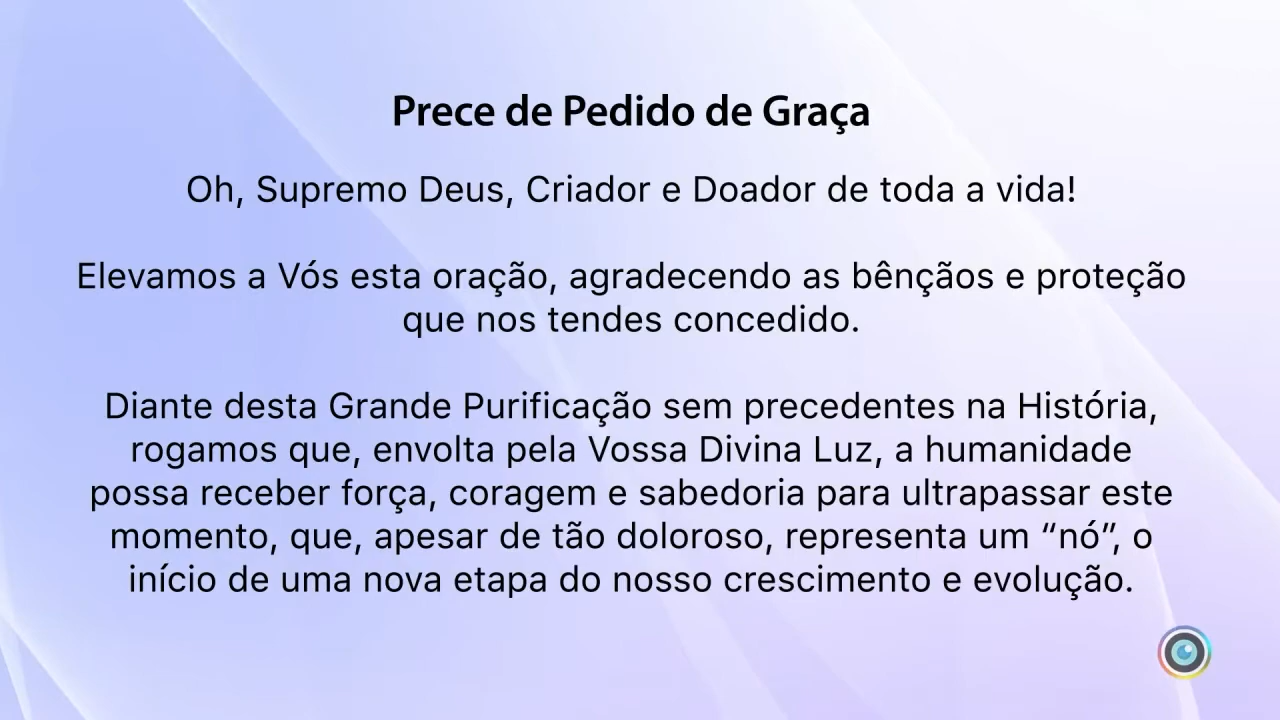 Prece de Pedido de Graça
Oh, Supremo Deus, Criador e Doador de toda a vida!
Elevamos a Vós esta oração, agradecendo as bênçãos e proteção
que nos tendes concedido.
Diante desta Grande Purificação sem precedentes na História,
rogamos que, envolta pela Vossa Divina Luz, a humanidade
possa receber força, coragem e sabedoria para ultrapassar este
momento, que, apesar de tão doloroso, representa um “nó”, o
início de uma nova etapa do nosso crescimento e evolução.